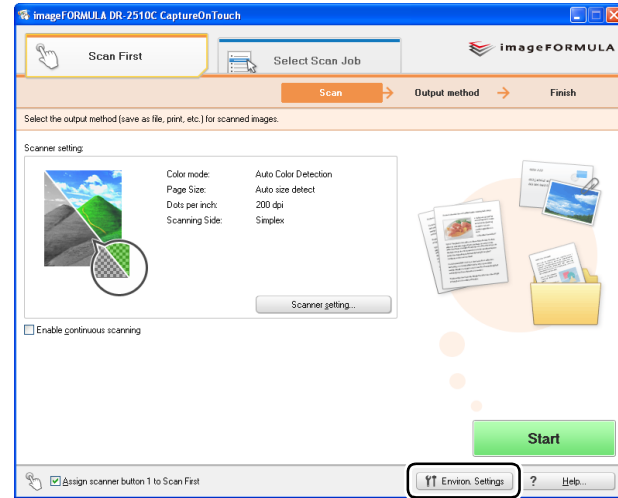 imageFORMULA DR-2510C CaptureOnTouch
Scan First
Select Scan Job
imageFORMULA
Scan
Output method
Finish
Select the output method (save as file, print, etc.) for scanned images.
Scanner setting:
Color mode: Auto Color Detection
Page Size: Auto size detect
Dots per inch: 200 dpi
Scanning Side: Simplex
Scanner setting...
Enable continuous scanning
Start
Assign scanner button 1 to Scan First
Environ. Settings
? Help...